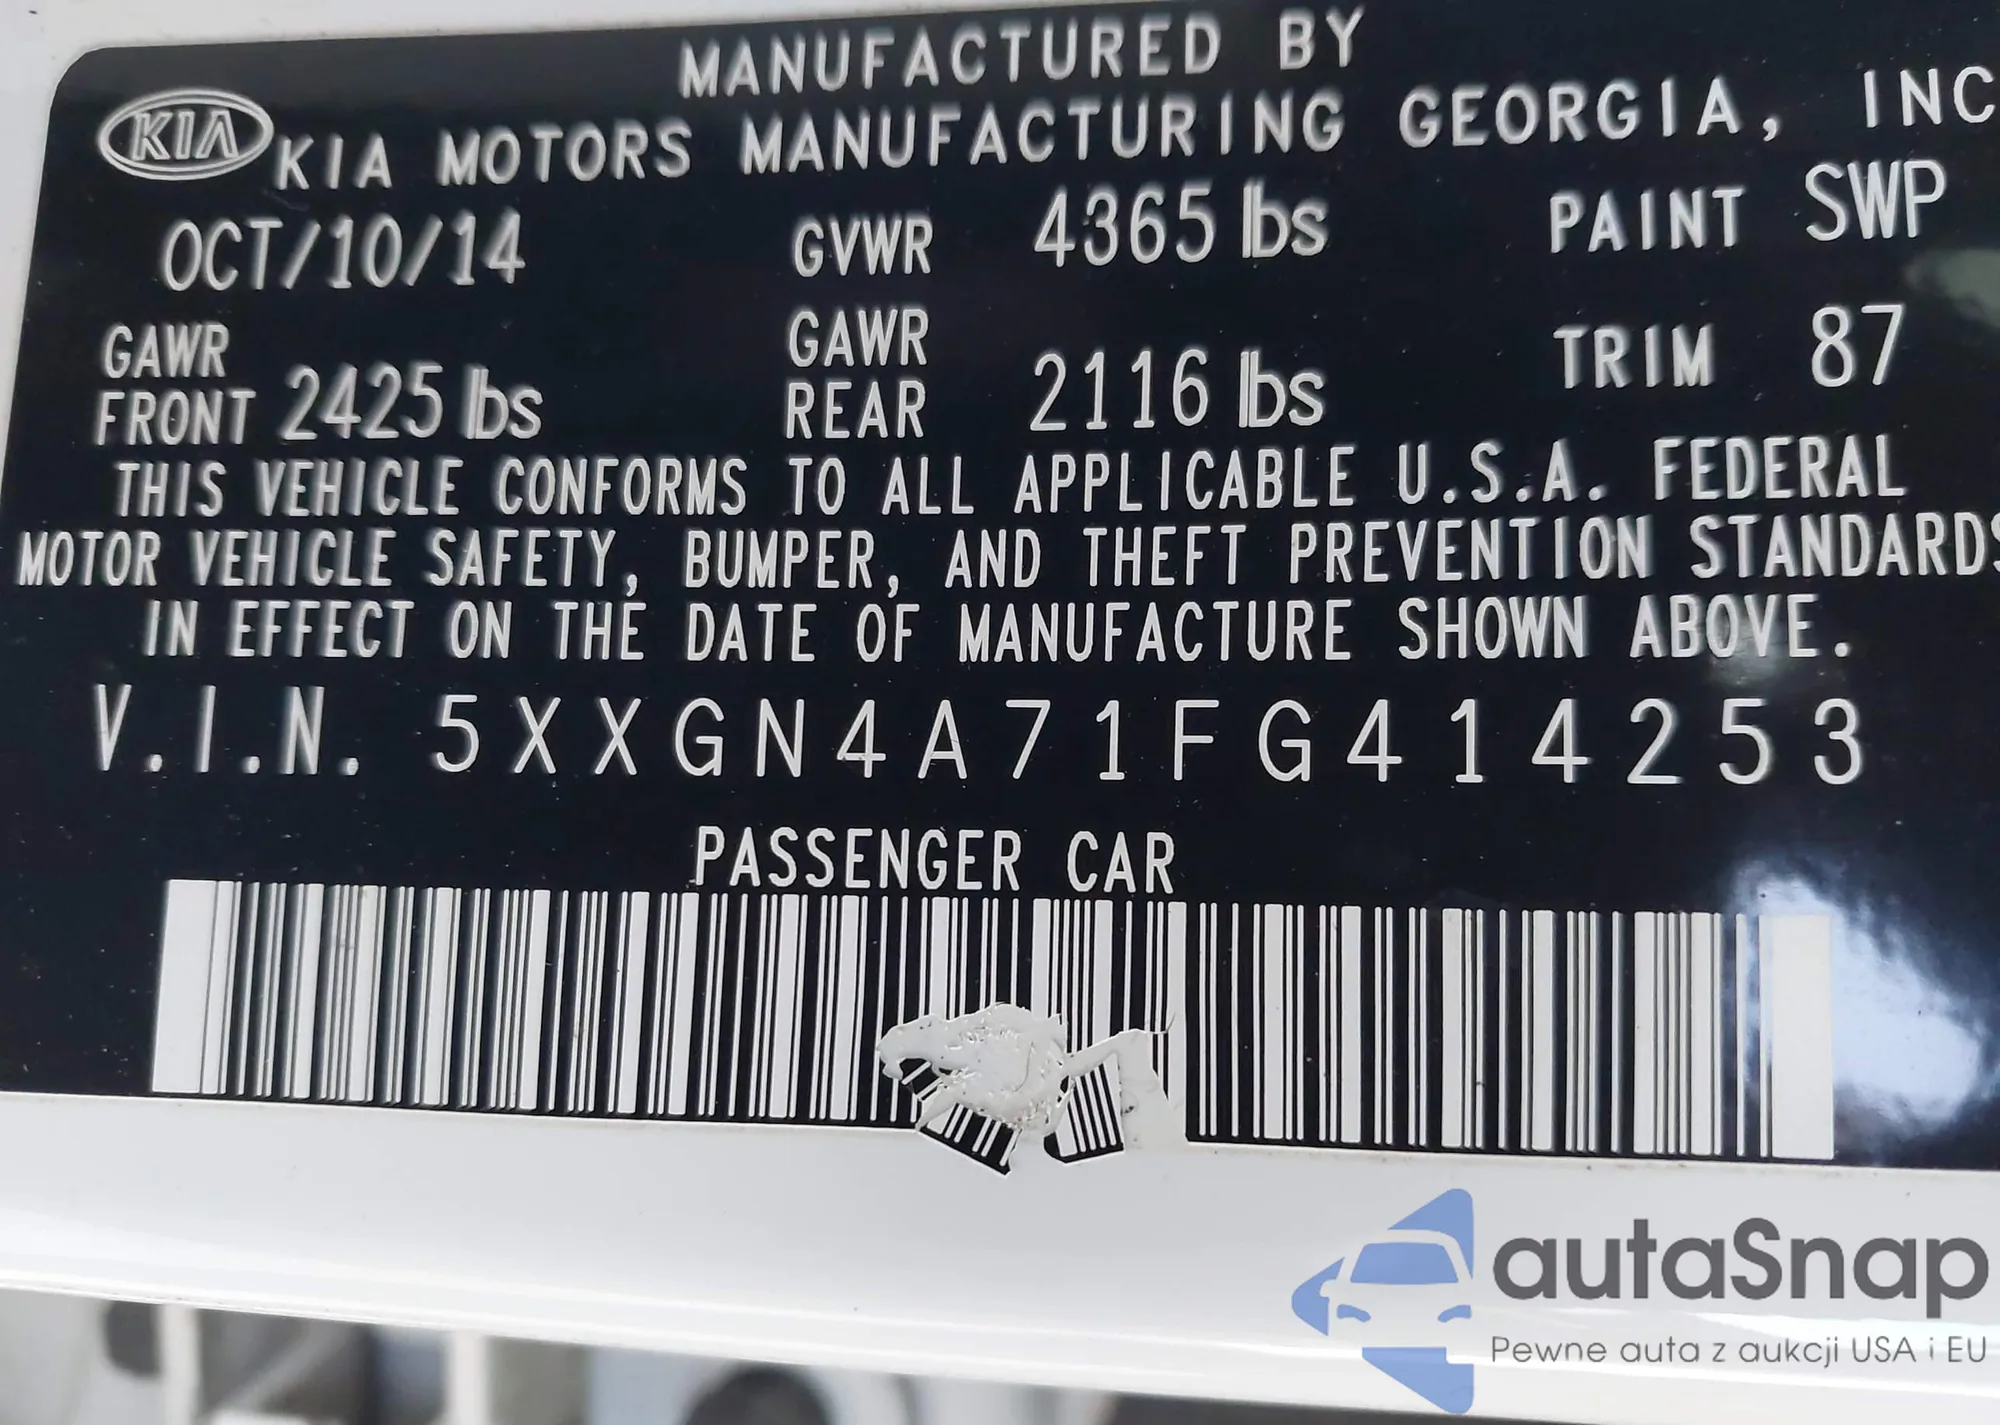 MANUFACTURED BY
KIA KIA MOTORS MANUFACTURING GEORGIA, INC
OCT/10/14 GVWR 4365 lbs PAINT SWP
GAWR FRONT 2425 lbs GAWR REAR 2116 lbs TRIM 87
THIS VEHICLE CONFORMS TO ALL APPLICABLE U.S.A. FEDERAL
MOTOR VEHICLE SAFETY, BUMPER, AND THEFT PREVENTION STANDARDS
IN EFFECT ON THE DATE OF MANUFACTURE SHOWN ABOVE.
V.I.N. 5XXGN4A71FG414253
PASSENGER CAR
autaSnap
Pewne auta z aukcji USA i EU